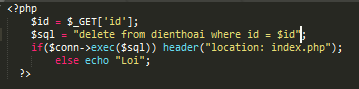 <?php
$id = $_GET['id'];
$sql = "delete from dienthoai where id = $id";
if($conn->exec($sql)) header("location: index.php");
else echo "Loi";
?>